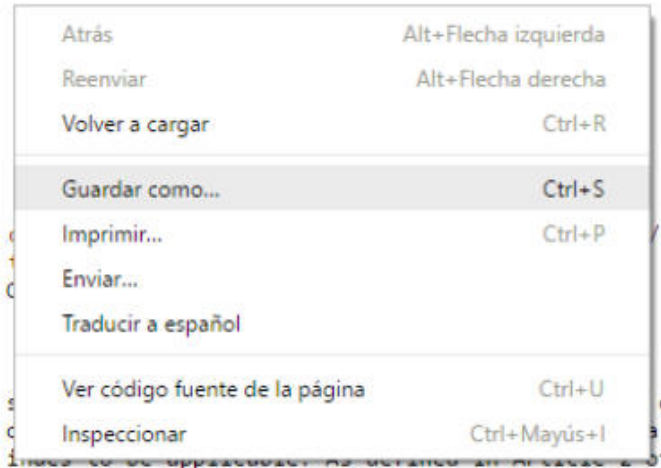 Atrás Alt+Flecha izquierda
Reenviar Alt+Flecha derecha
Volver a cargar Ctrl+R
Guardar como... Ctrl+S
Imprimir... Ctrl+P
Enviar...
Traducir a español
Ver código fuente de la página Ctrl+U
Inspeccionar Ctrl+Mayús+I